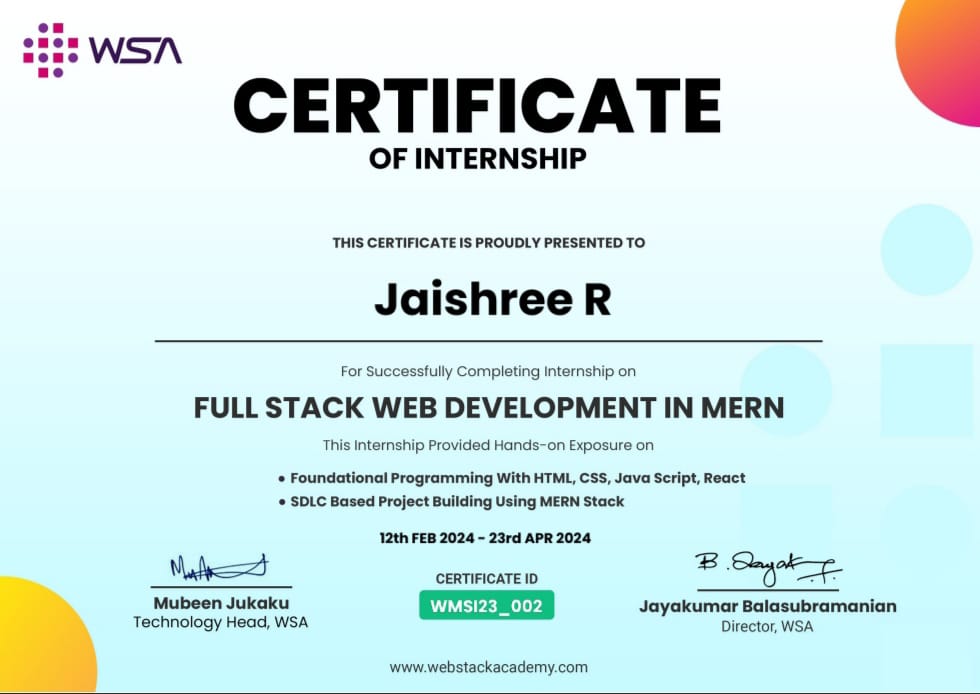 WSA
CERTIFICATE
OF INTERNSHIP
THIS CERTIFICATE IS PROUDLY PRESENTED TO
Jaishree R
For Successfully Completing Internship on
FULL STACK WEB DEVELOPMENT IN MERN
This Internship Provided Hands-on Exposure on
• Foundational Programming With HTML, CSS, Java Script, React
• SDLC Based Project Building Using MERN Stack
12th FEB 2024 - 23rd APR 2024
CERTIFICATE ID
WMSI23_002
Mubeen Jukaku
Technology Head, WSA
Jayakumar Balasubramanian
Director, WSA
www.webstackacademy.com